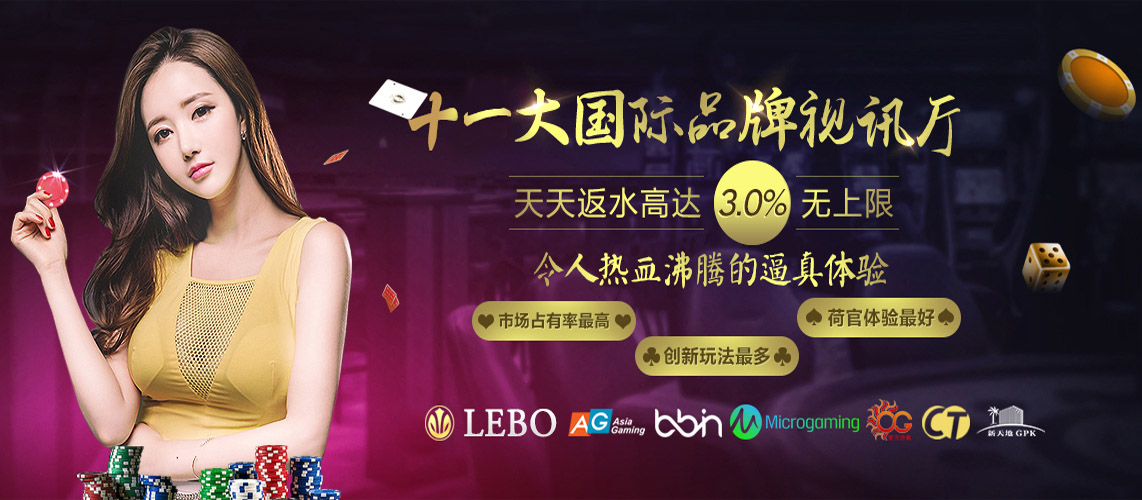 十一大国际品牌视讯厅
天天返水高达 3.0% 无上限
令人热血沸腾的逼真体验
市场占有率最高
荷官体验最好
创新玩法最多
LEBO AG Asia Gaming bbin Microgaming OG CT 新天地 GPK